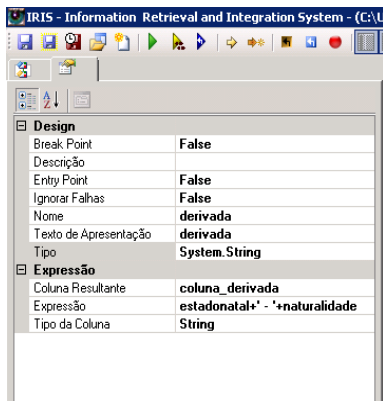 IRIS - Information Retrieval and Integration System - (C:\U
Design
Break Point False
Descrição
Entry Point False
Ignorar Falhas False
Nome derivada
Texto de Apresentação derivada
Tipo System.String
Expressão
Coluna Resultante coluna_derivada
Expressão estadonatal+' - '+naturalidade
Tipo da Coluna String